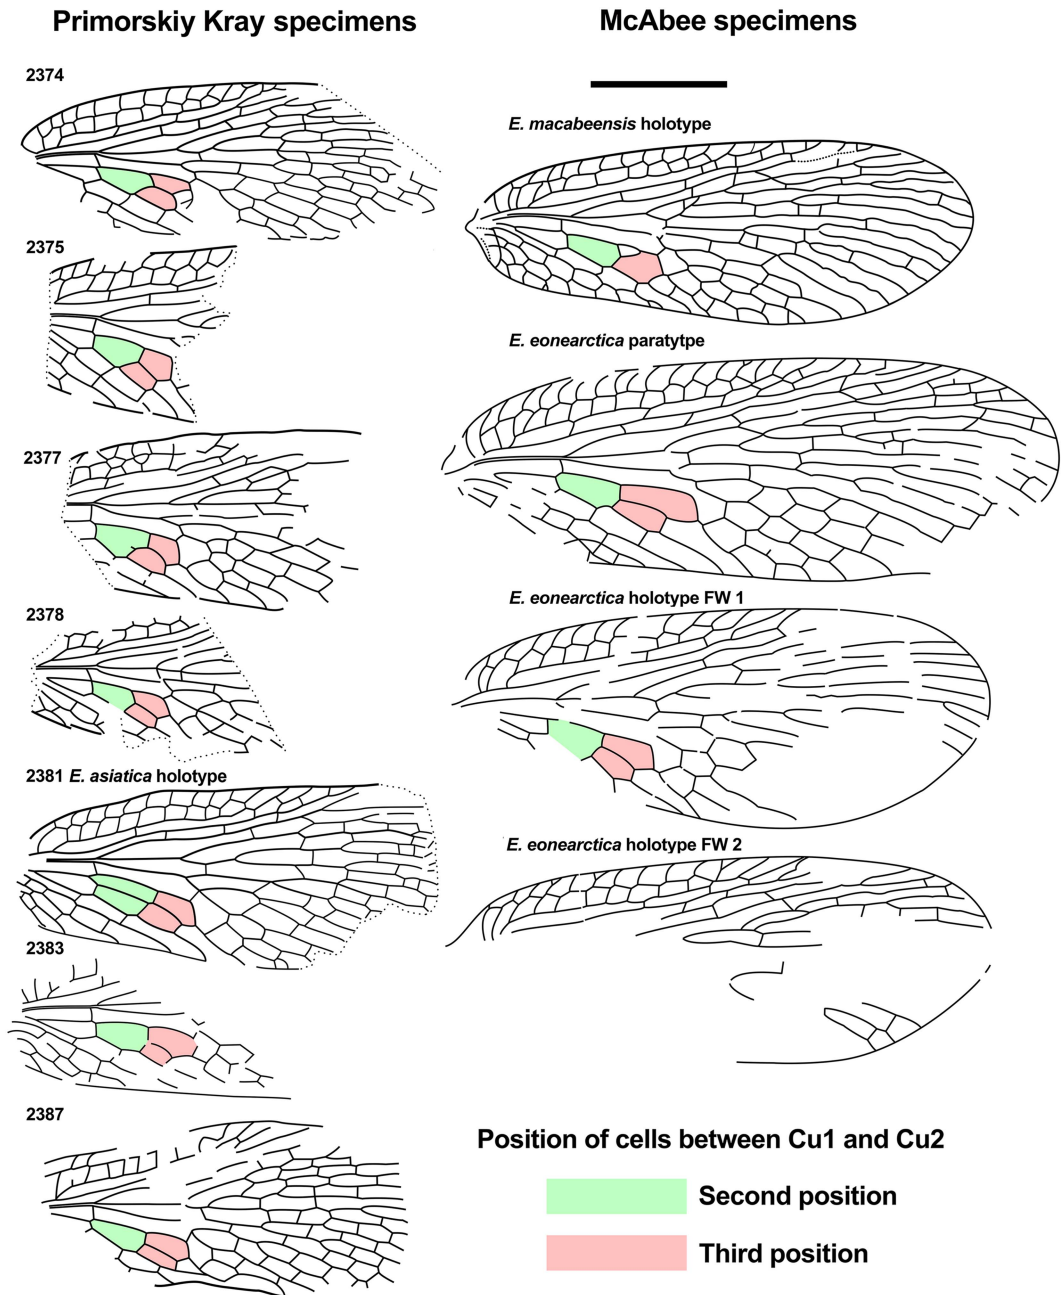 Primorskiy Kray specimens
McAbee specimens
2374
E. macabeensis holotype
2375
E. eonearctica paratytpe
2377
E. eonearctica holotype FW 1
2378
2381 E. asiatica holotype
E. eonearctica holotype FW 2
2383
2387
Position of cells between Cu1 and Cu2
Second position
Third position